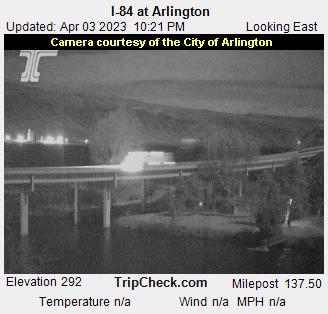 I-84 at Arlington
Updated: Apr 03 2023 10:21 PM Looking East
Camera courtesy of the City of Arlington
Elevation 292 TripCheck.com Milepost 137.50
Temperature n/a Wind n/a MPH n/a